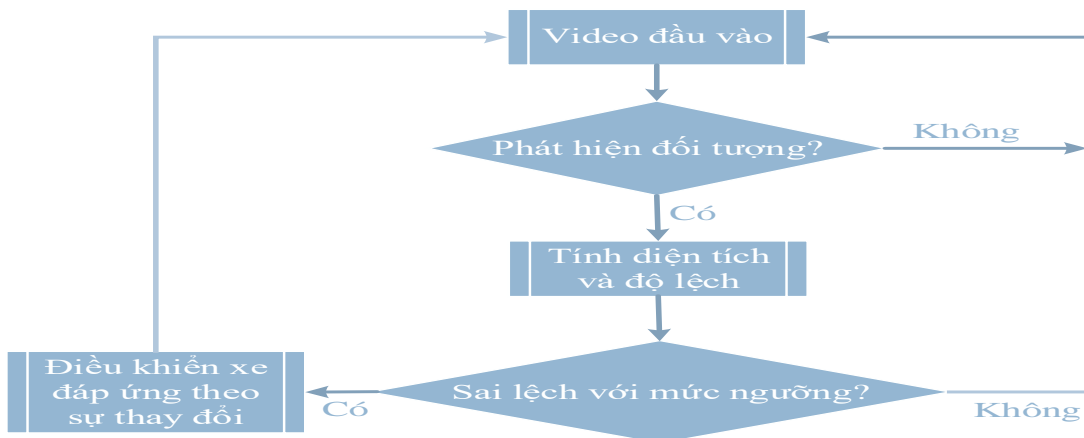 Video đầu vào
Phát hiện đối tượng?
Không
Có
Tính diện tích
và độ lệch
Sai lệch với mức ngưỡng?
Không
Có
Điều khiển xe
đáp ứng theo
sự thay đổi